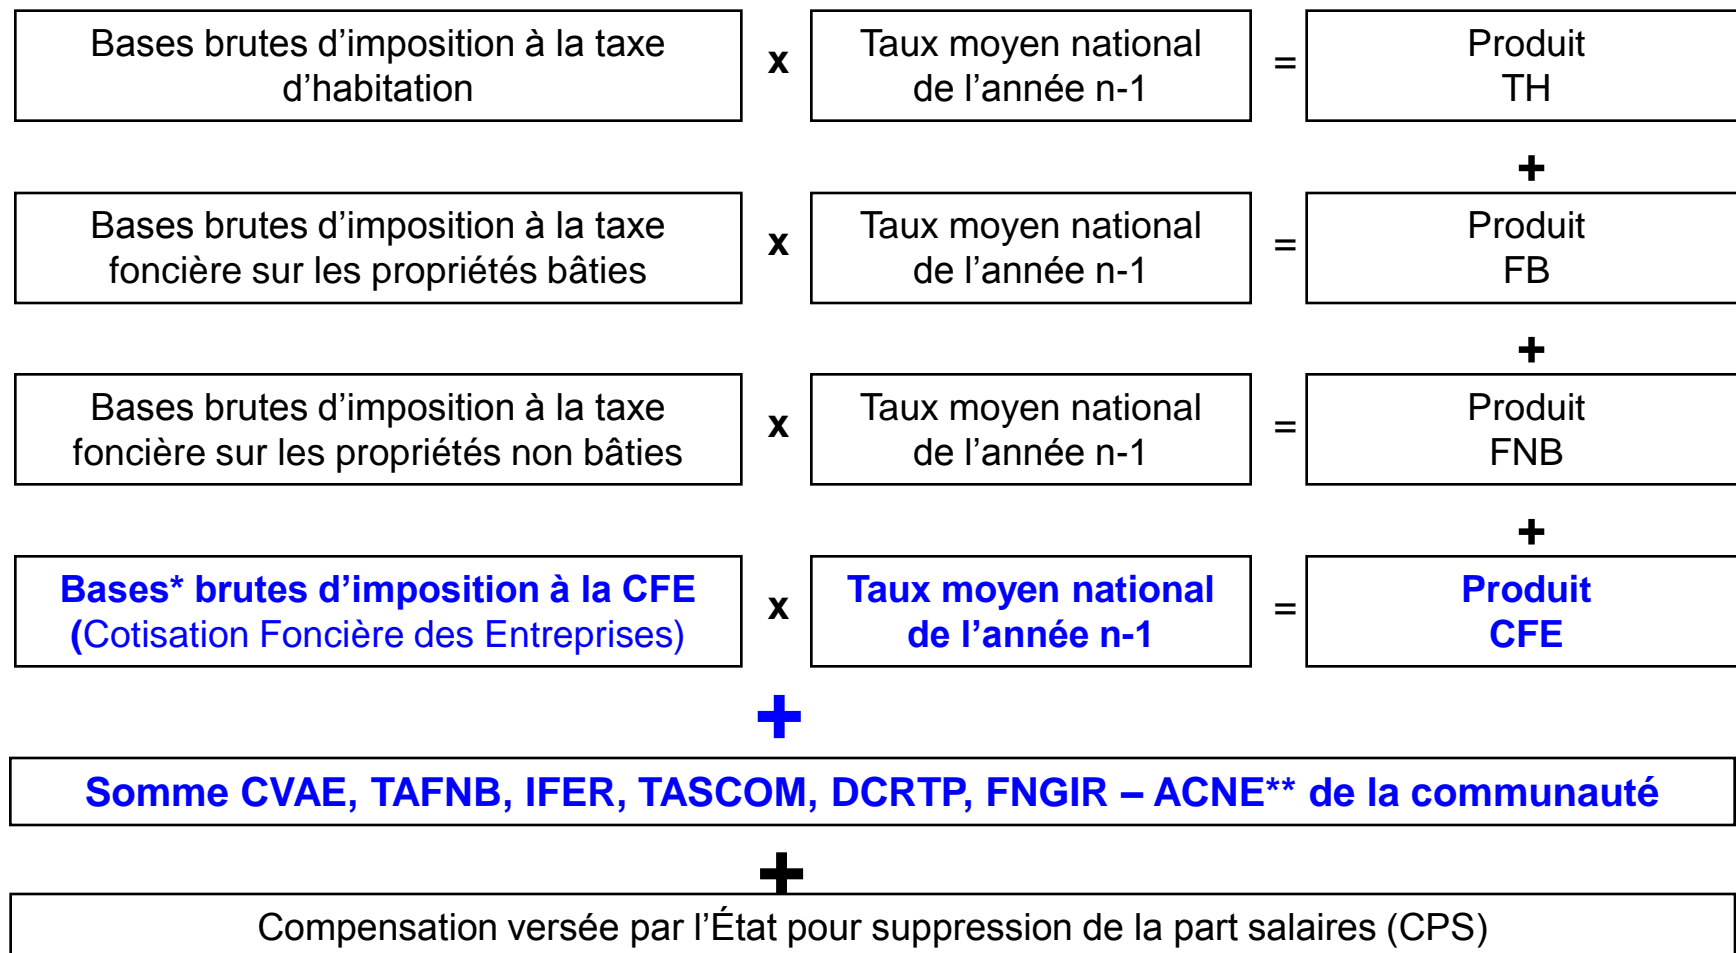 Bases brutes d’imposition à la taxe
d’habitation
x
Taux moyen national
de l’année n-1
=
Produit
TH
+
Bases brutes d’imposition à la taxe
foncière sur les propriétés bâties
x
Taux moyen national
de l’année n-1
=
Produit
FB
+
Bases brutes d’imposition à la taxe
foncière sur les propriétés non bâties
x
Taux moyen national
de l’année n-1
=
Produit
FNB
+
Bases* brutes d’imposition à la CFE
(Cotisation Foncière des Entreprises)
x
Taux moyen national
de l’année n-1
=
Produit
CFE
+
Somme CVAE, TAFNB, IFER, TASCOM, DCRTP, FNGIR – ACNE** de la communauté
+
Compensation versée par l’État pour suppression de la part salaires (CPS)